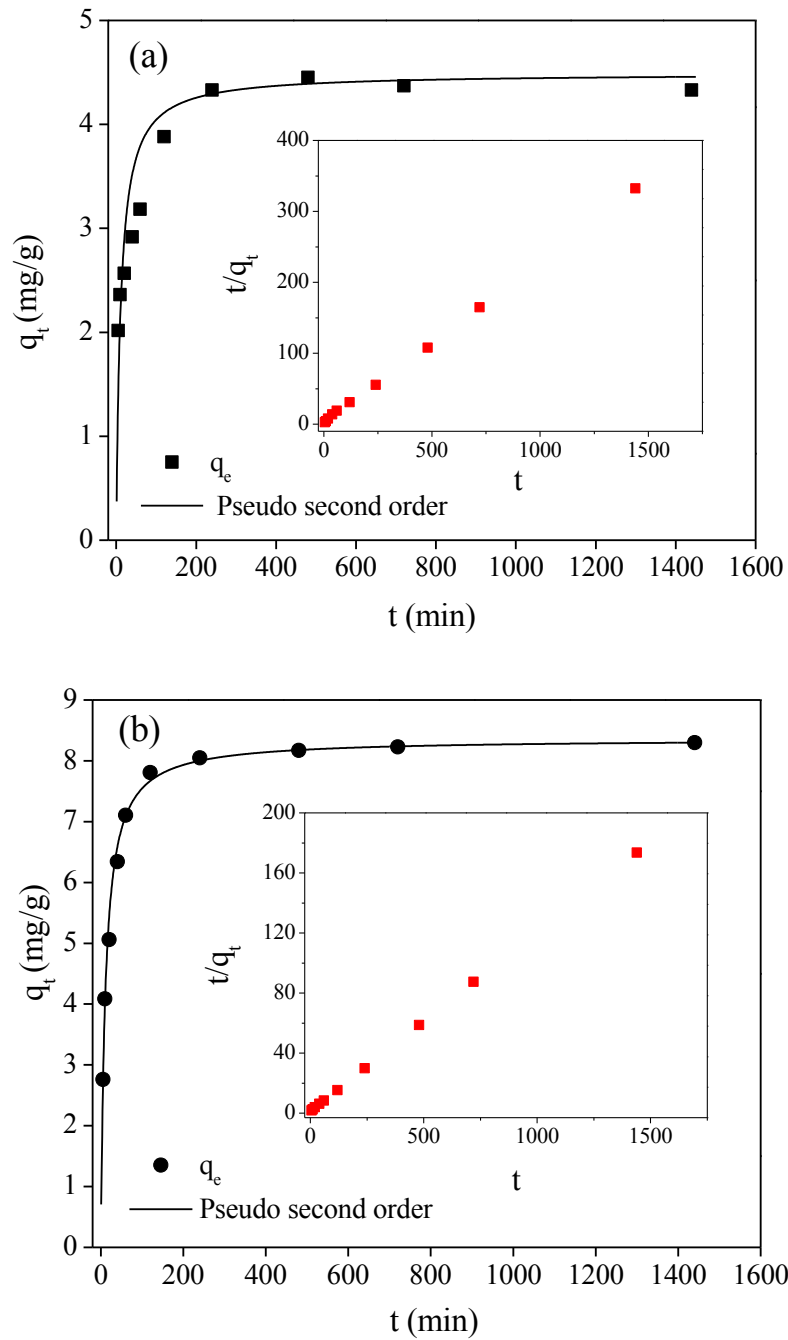 (a)
5
4
3
2
1
0
q_t (mg/g)
0 200 400 600 800 1000 1200 1400 1600
t (min)
400
300
200
100
0
t/q_t
0 500 1000 1500
t
q_e
Pseudo second order
(b)
9
8
7
6
5
4
3
2
1
0
q_t (mg/g)
0 200 400 600 800 1000 1200 1400 1600
t (min)
200
160
120
80
40
0
t/q_t
0 500 1000 1500
t
q_e
Pseudo second order